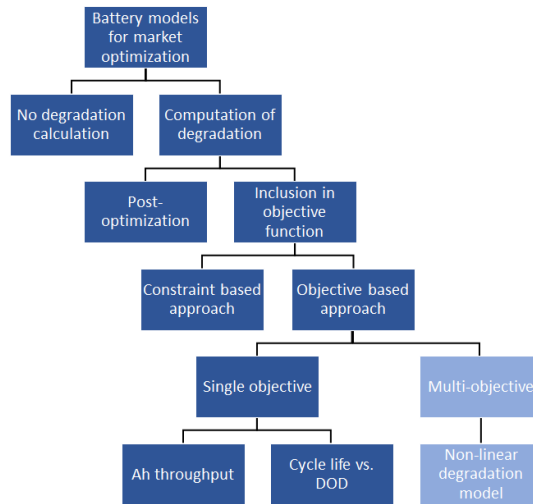 Battery models
for market
optimization
No degradation
calculation
Computation of
degradation
Post-
optimization
Inclusion in
objective
function
Constraint based
approach
Objective based
approach
Single objective
Multi-objective
Ah throughput
Cycle life vs.
DOD
Non-linear
degradation
model